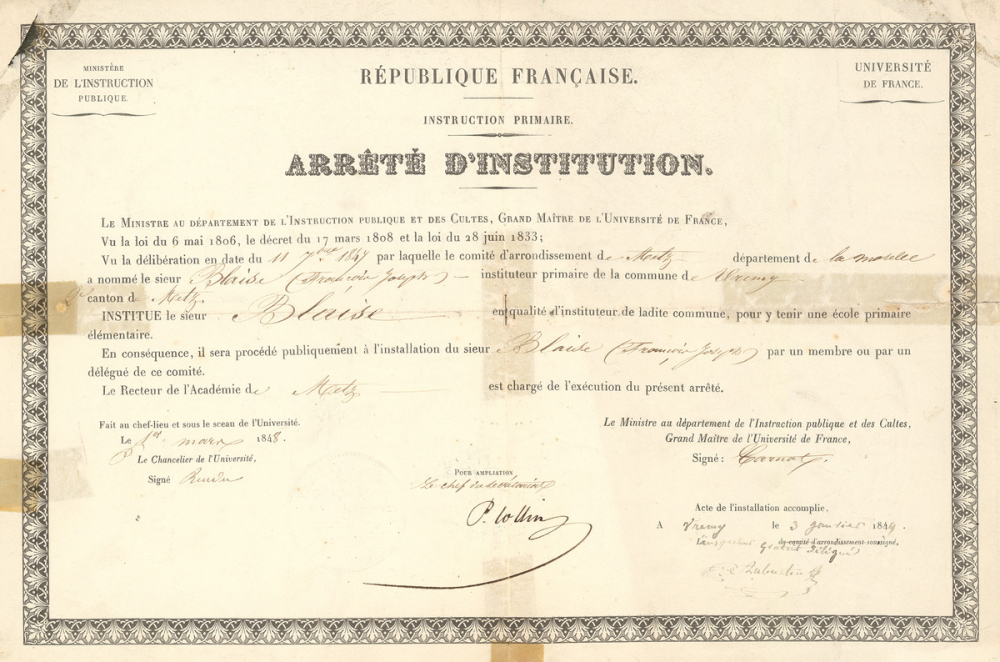 MINISTÈRE
DE L'INSTRUCTION
PUBLIQUE.
RÉPUBLIQUE FRANÇAISE.
UNIVERSITÉ
DE FRANCE.
INSTRUCTION PRIMAIRE.
ARRÊTÉ D'INSTITUTION.
LE MINISTRE AU DÉPARTEMENT DE L'INSTRUCTION PUBLIQUE ET DES CULTES, GRAND MAÎTRE DE L'UNIVERSITÉ DE FRANCE,
Vu la loi du 6 mai 1806, le décret du 17 mars 1808 et la loi du 28 juin 1833;
Vu la délibération en date du 11 7bre 1847 par laquelle le comité d'arrondissement de Metz département de la moselle
a nommé le sieur Blaise (François Joseph) instituteur primaire de la commune de Vremy
canton de Metz
INSTITUE le sieur Blaise en qualité d'instituteur de ladite commune, pour y tenir une école primaire
élémentaire.
En conséquence, il sera procédé publiquement à l'installation du sieur Blaise (François Joseph) par un membre ou par un
délégué de ce comité.
Le Recteur de l'Académie de Metz est chargé de l'exécution du présent arrêté.
Fait au chef-lieu et sous le sceau de l'Université.
Le 1er mars 1848.
Le Chancelier de l'Université,
Signé Rendu
Le Ministre au département de l'Instruction publique et des Cultes,
Grand Maître de l'Université de France,
Signé: Carnot.
POUR AMPLIATION
Le chef du secrétariat
P. Collin
Acte de l'installation accomplie,
A Vremy le 3 janvier 1849.
L'inspecteur du comité d'arrondissement soussigné,
délégué